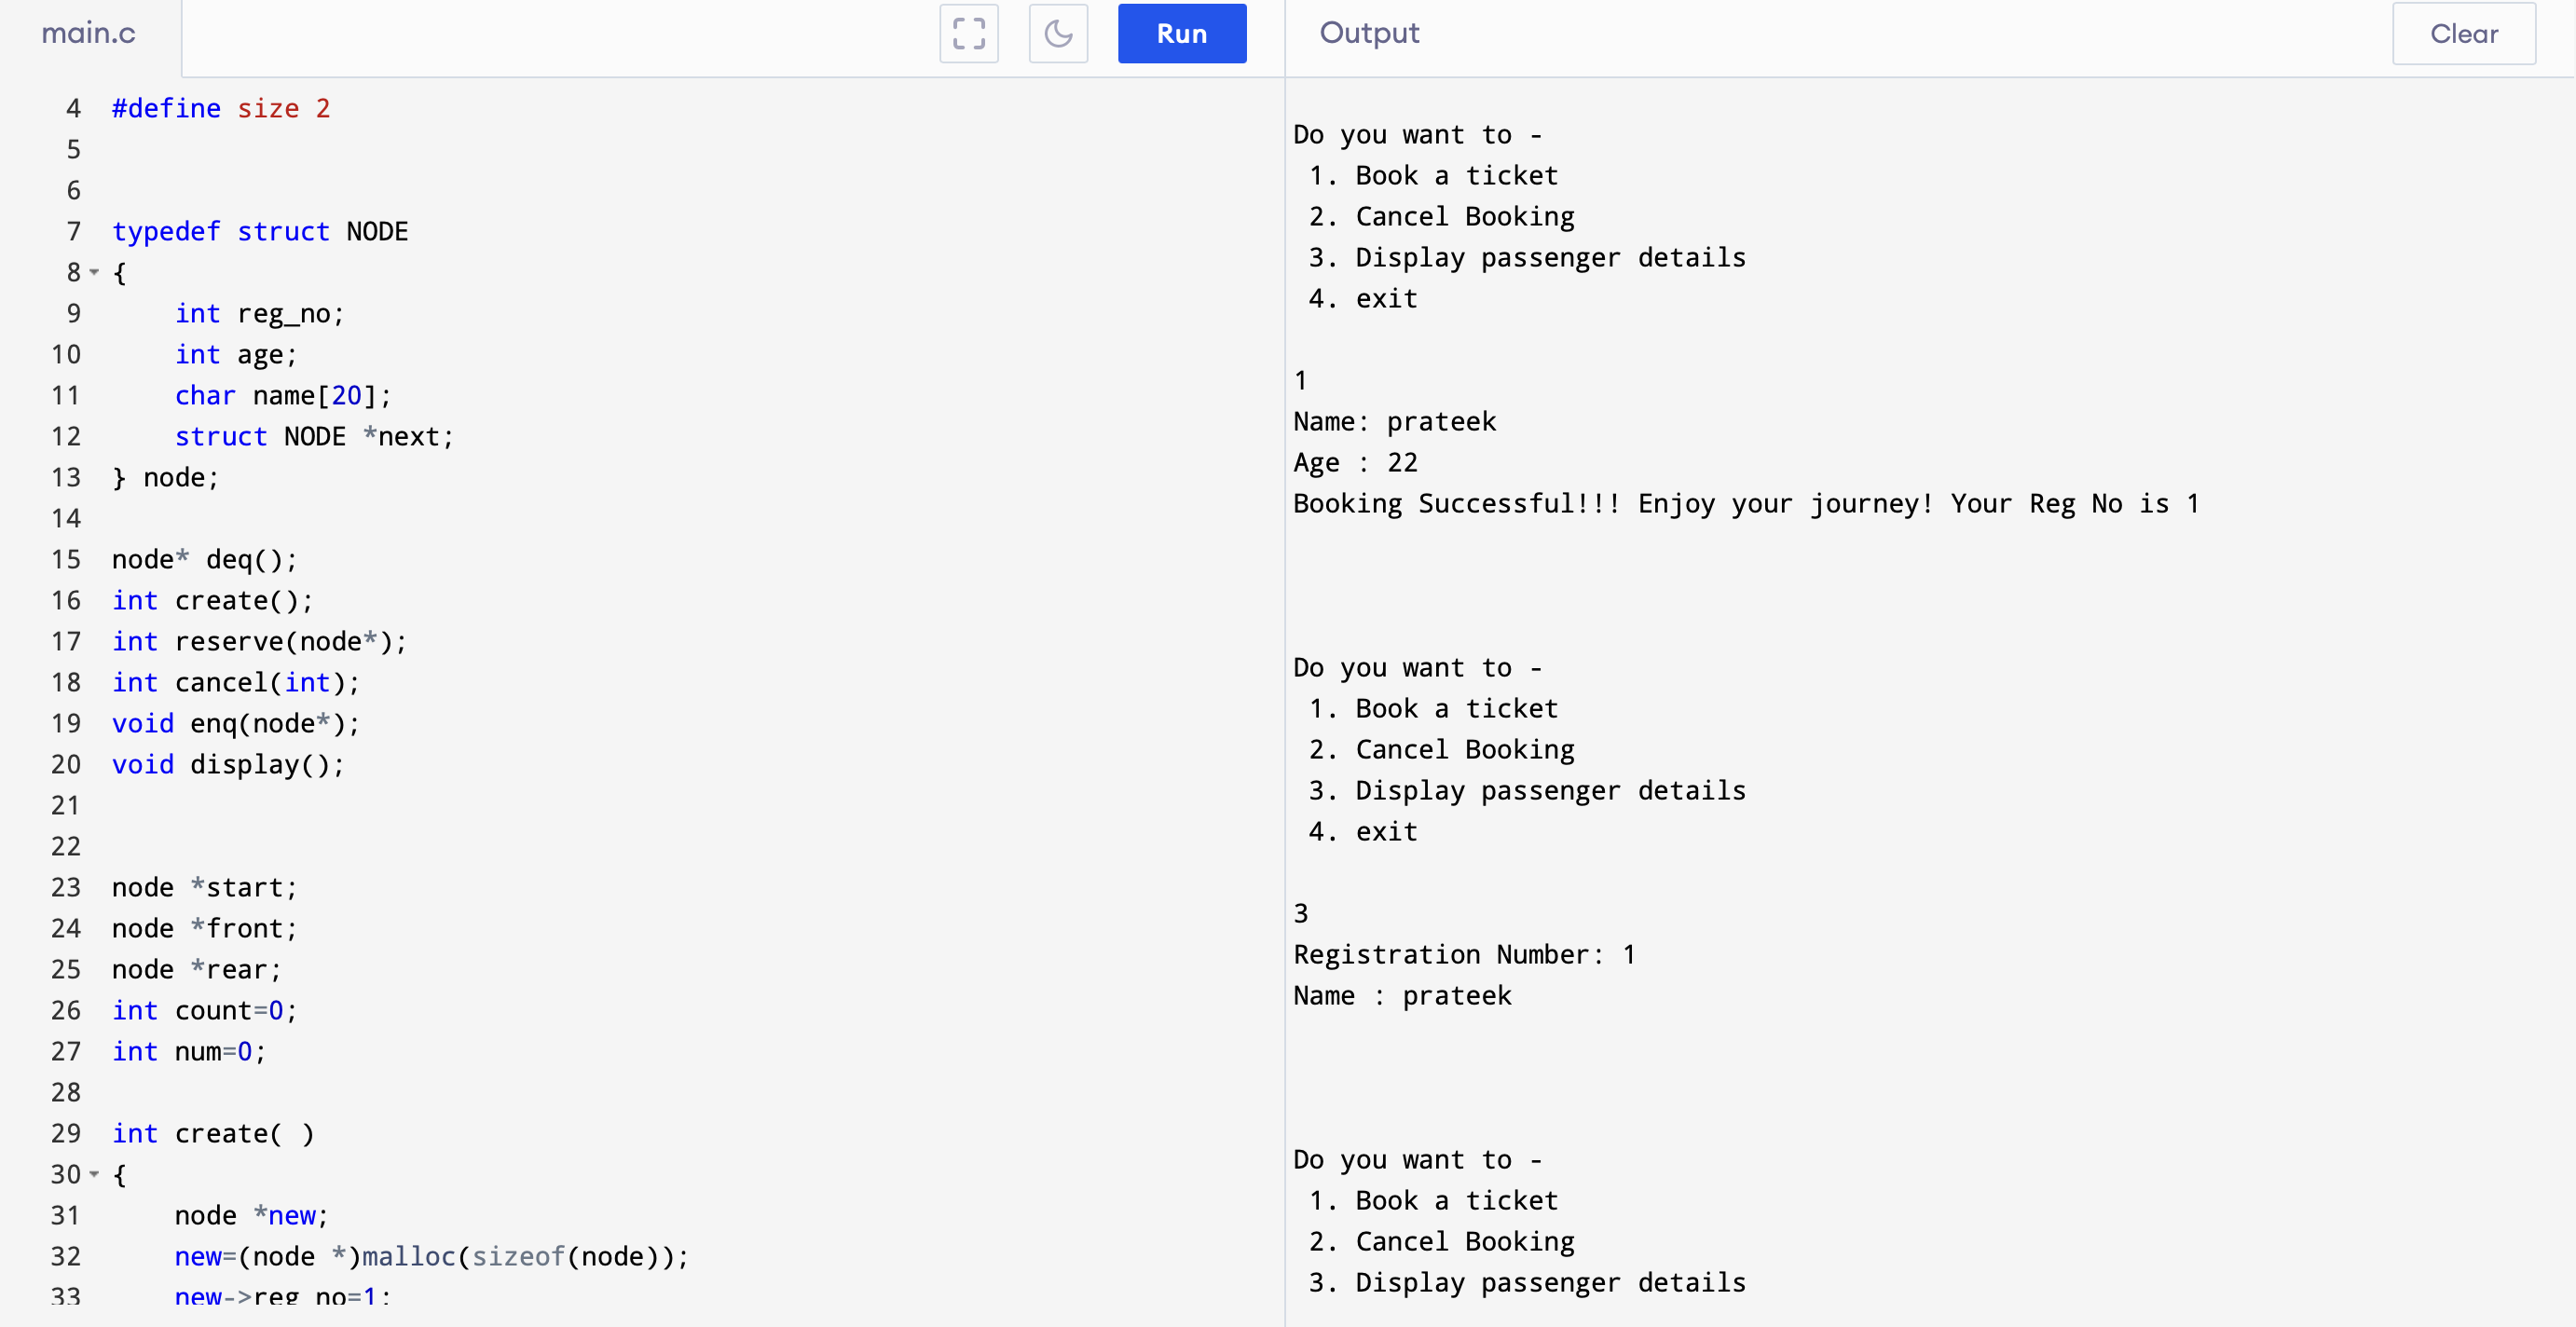 main.c
Run
Output
Clear
4 #define size 2
5
6
7 typedef struct NODE
8 {
9 int reg_no;
10 int age;
11 char name[20];
12 struct NODE *next;
13 } node;
14
15 node* deq();
16 int create();
17 int reserve(node*);
18 int cancel(int);
19 void enq(node*);
20 void display();
21
22
23 node *start;
24 node *front;
25 node *rear;
26 int count=0;
27 int num=0;
28
29 int create( )
30 {
31 node *new;
32 new=(node *)malloc(sizeof(node));
33 new->reg_no=1;
Do you want to -
1. Book a ticket
2. Cancel Booking
3. Display passenger details
4. exit
1
Name: prateek
Age : 22
Booking Successful!!! Enjoy your journey! Your Reg No is 1
Do you want to -
1. Book a ticket
2. Cancel Booking
3. Display passenger details
4. exit
3
Registration Number: 1
Name : prateek
Do you want to -
1. Book a ticket
2. Cancel Booking
3. Display passenger details